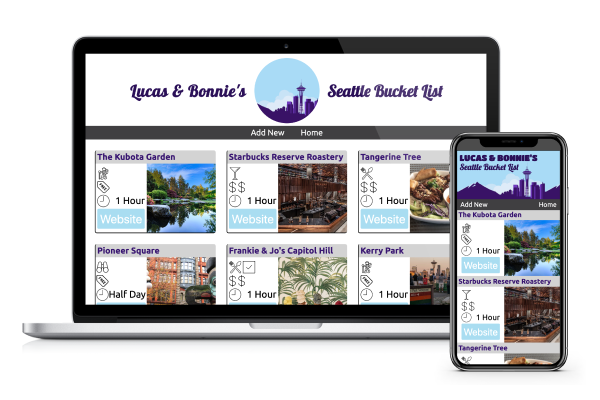 Lucas & Bonnie's
Seattle Bucket List
Add New Home
The Kubota Garden
1 Hour
Website
Starbucks Reserve Roastery
$$
1 Hour
Website
Tangerine Tree
$$
1 Hour
Website
Pioneer Square
Half Day
Frankie & Jo's Capitol Hill
$$
1 Hour
Kerry Park
1 Hour
LUCAS & BONNIE'S
Seattle Bucket List
Add New Home
The Kubota Garden
1 Hour
Website
Starbucks Reserve Roastery
$$
1 Hour
Website
Tangerine Tree